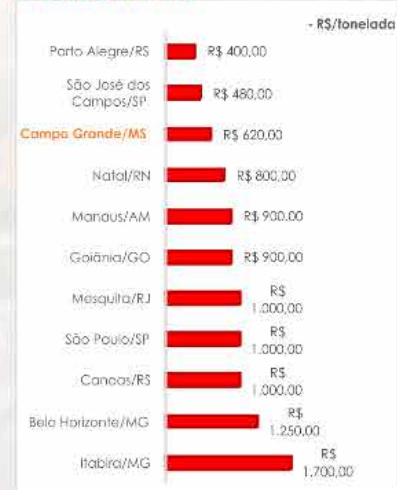 - R$/tonelada
Porto Alegre/RS
R$ 400,00
São José dos
Campos/SP
R$ 480,00
Campo Grande/MS
R$ 620,00
Natal/RN
R$ 800,00
Manaus/AM
R$ 900,00
Goiânia/GO
R$ 900,00
Mesquita/RJ
R$
1.000,00
São Paulo/SP
R$
1.000,00
Canoas/RS
R$
1.000,00
Belo Horizonte/MG
R$
1.250,00
Itabira/MG
R$
1.700,00